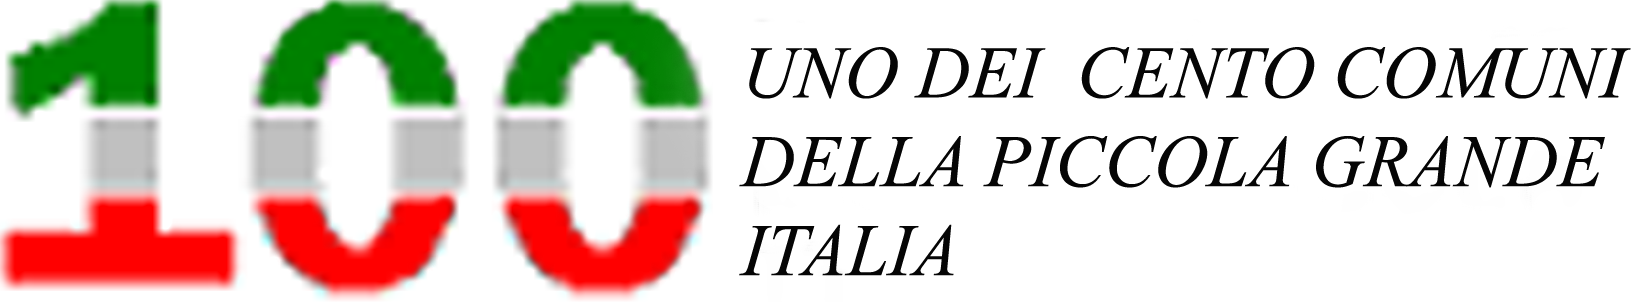 100
UNO DEI CENTO COMUNI
DELLA PICCOLA GRANDE
ITALIA